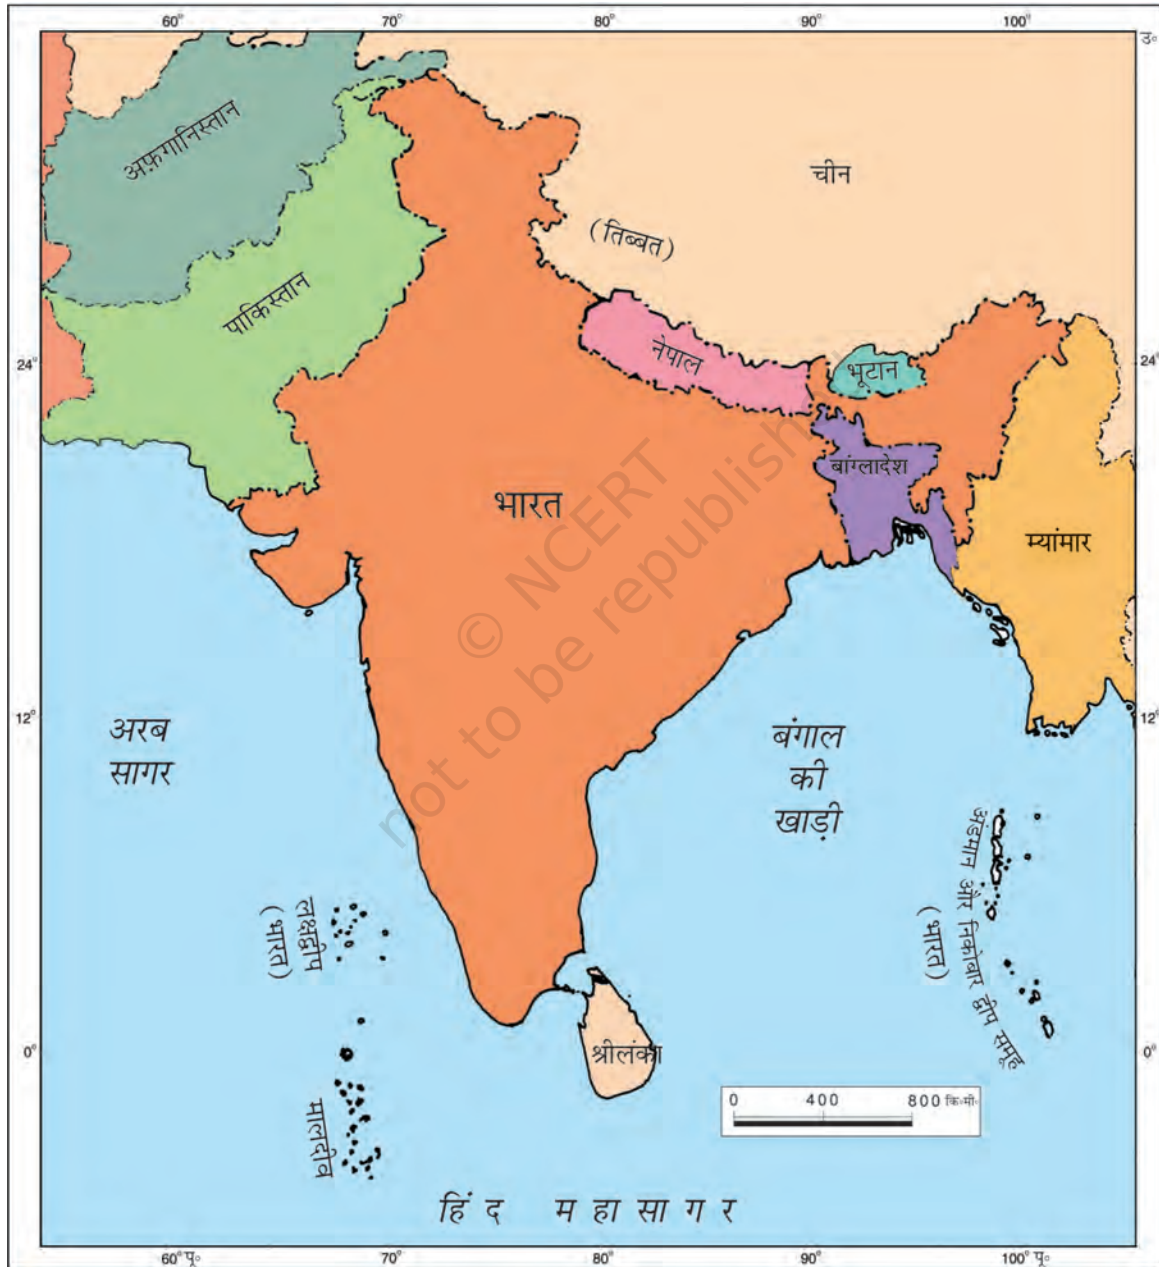 60° 70° 80° 90° 100°
उ॰
अफ़गानिस्तान
चीन
(तिब्बत)
पाकिस्तान
नेपाल
24° 24°
भूटान
बांग्लादेश
भारत
म्यांमार
© NCERT
not to be republished
12° 12°
अरब
सागर
बंगाल
की
खाड़ी
लक्षद्वीप
(भारत)
अंडमान और निकोबार द्वीप समूह
(भारत)
0° 0°
श्रीलंका
0 400 800 कि॰मी॰
मालदीव
हिंद महासागर
60° पू॰ 70° 80° 90° 100° पू॰